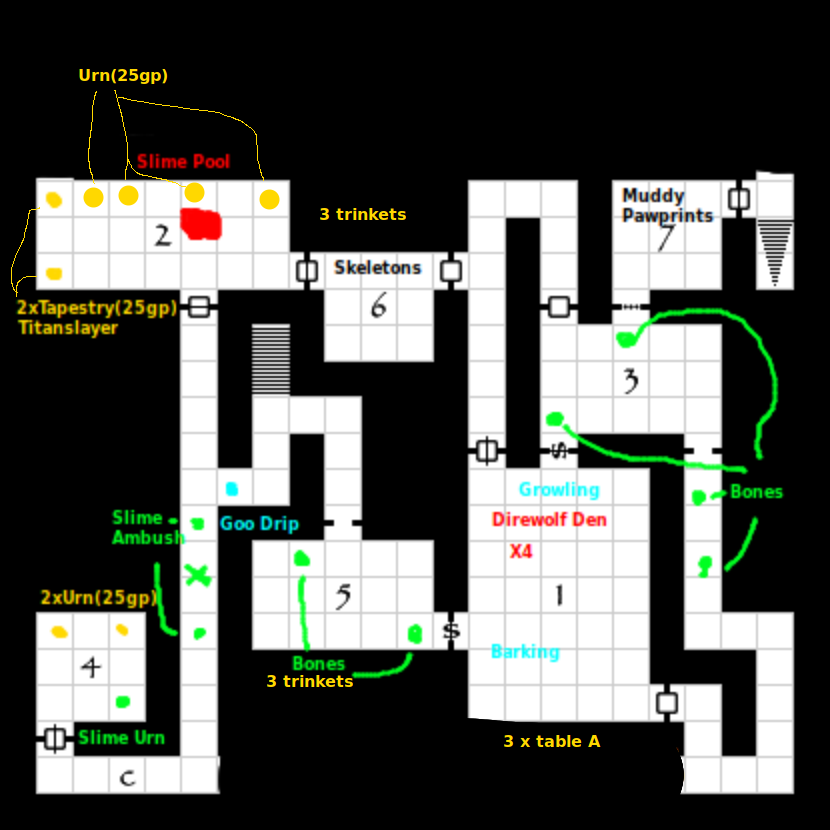 Urn(25gp)
Slime Pool
3 trinkets
Muddy
Pawprints
2
7
Skeletons
6
2xTapestry(25gp)
Titanslayer
3
S
Growling
Bones
Slime
Ambush
Goo Drip
Direwolf Den
X4
2xUrn(25gp)
5
1
S
4
Barking
Bones
3 trinkets
Slime Urn
3 x table A
c